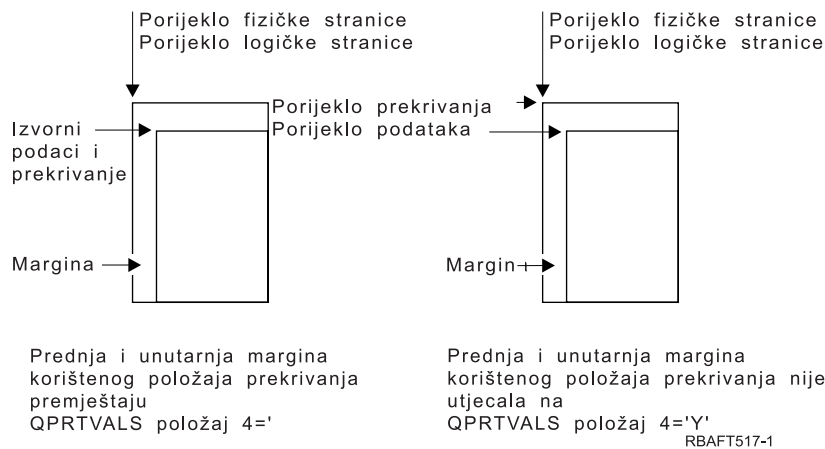 Porijeklo fizičke stranice
Porijeklo logičke stranice
Izvorni
podaci i
prekrivanje
Margina
Prednja i unutarnja margina
korištenog položaja prekrivanja
premještaju
QPRTVALS položaj 4='
Porijeklo fizičke stranice
Porijeklo logičke stranice
Porijeklo prekrivanja
Porijeklo podataka
Margin
Prednja i unutarnja margina
korištenog položaja prekrivanja nije
utjecala na
QPRTVALS položaj 4='Y'
RBAFT517-1